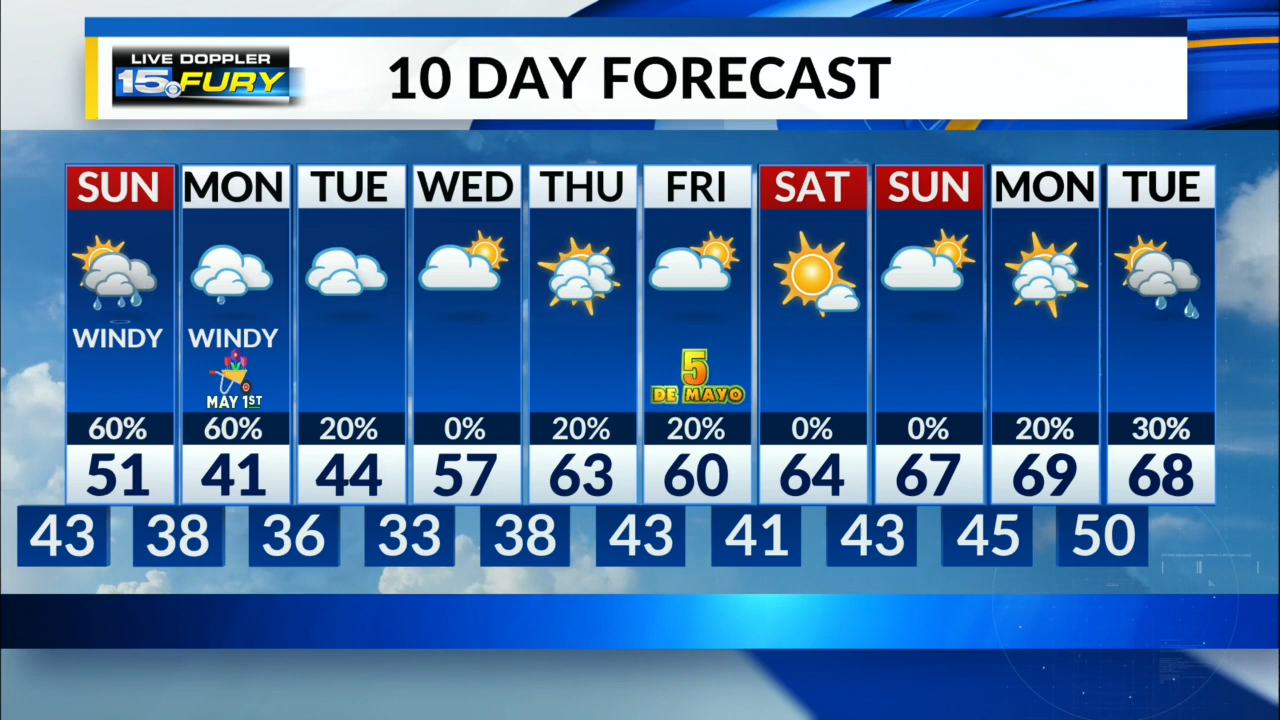 LIVE DOPPLER
15 FURY
10 DAY FORECAST
SUN MON TUE WED THU FRI SAT SUN MON TUE
WINDY WINDY
MAY 1ST
5
DE MAYO
60% 60% 20% 0% 20% 20% 0% 0% 20% 30%
51 41 44 57 63 60 64 67 69 68
43 38 36 33 38 43 41 43 45 50